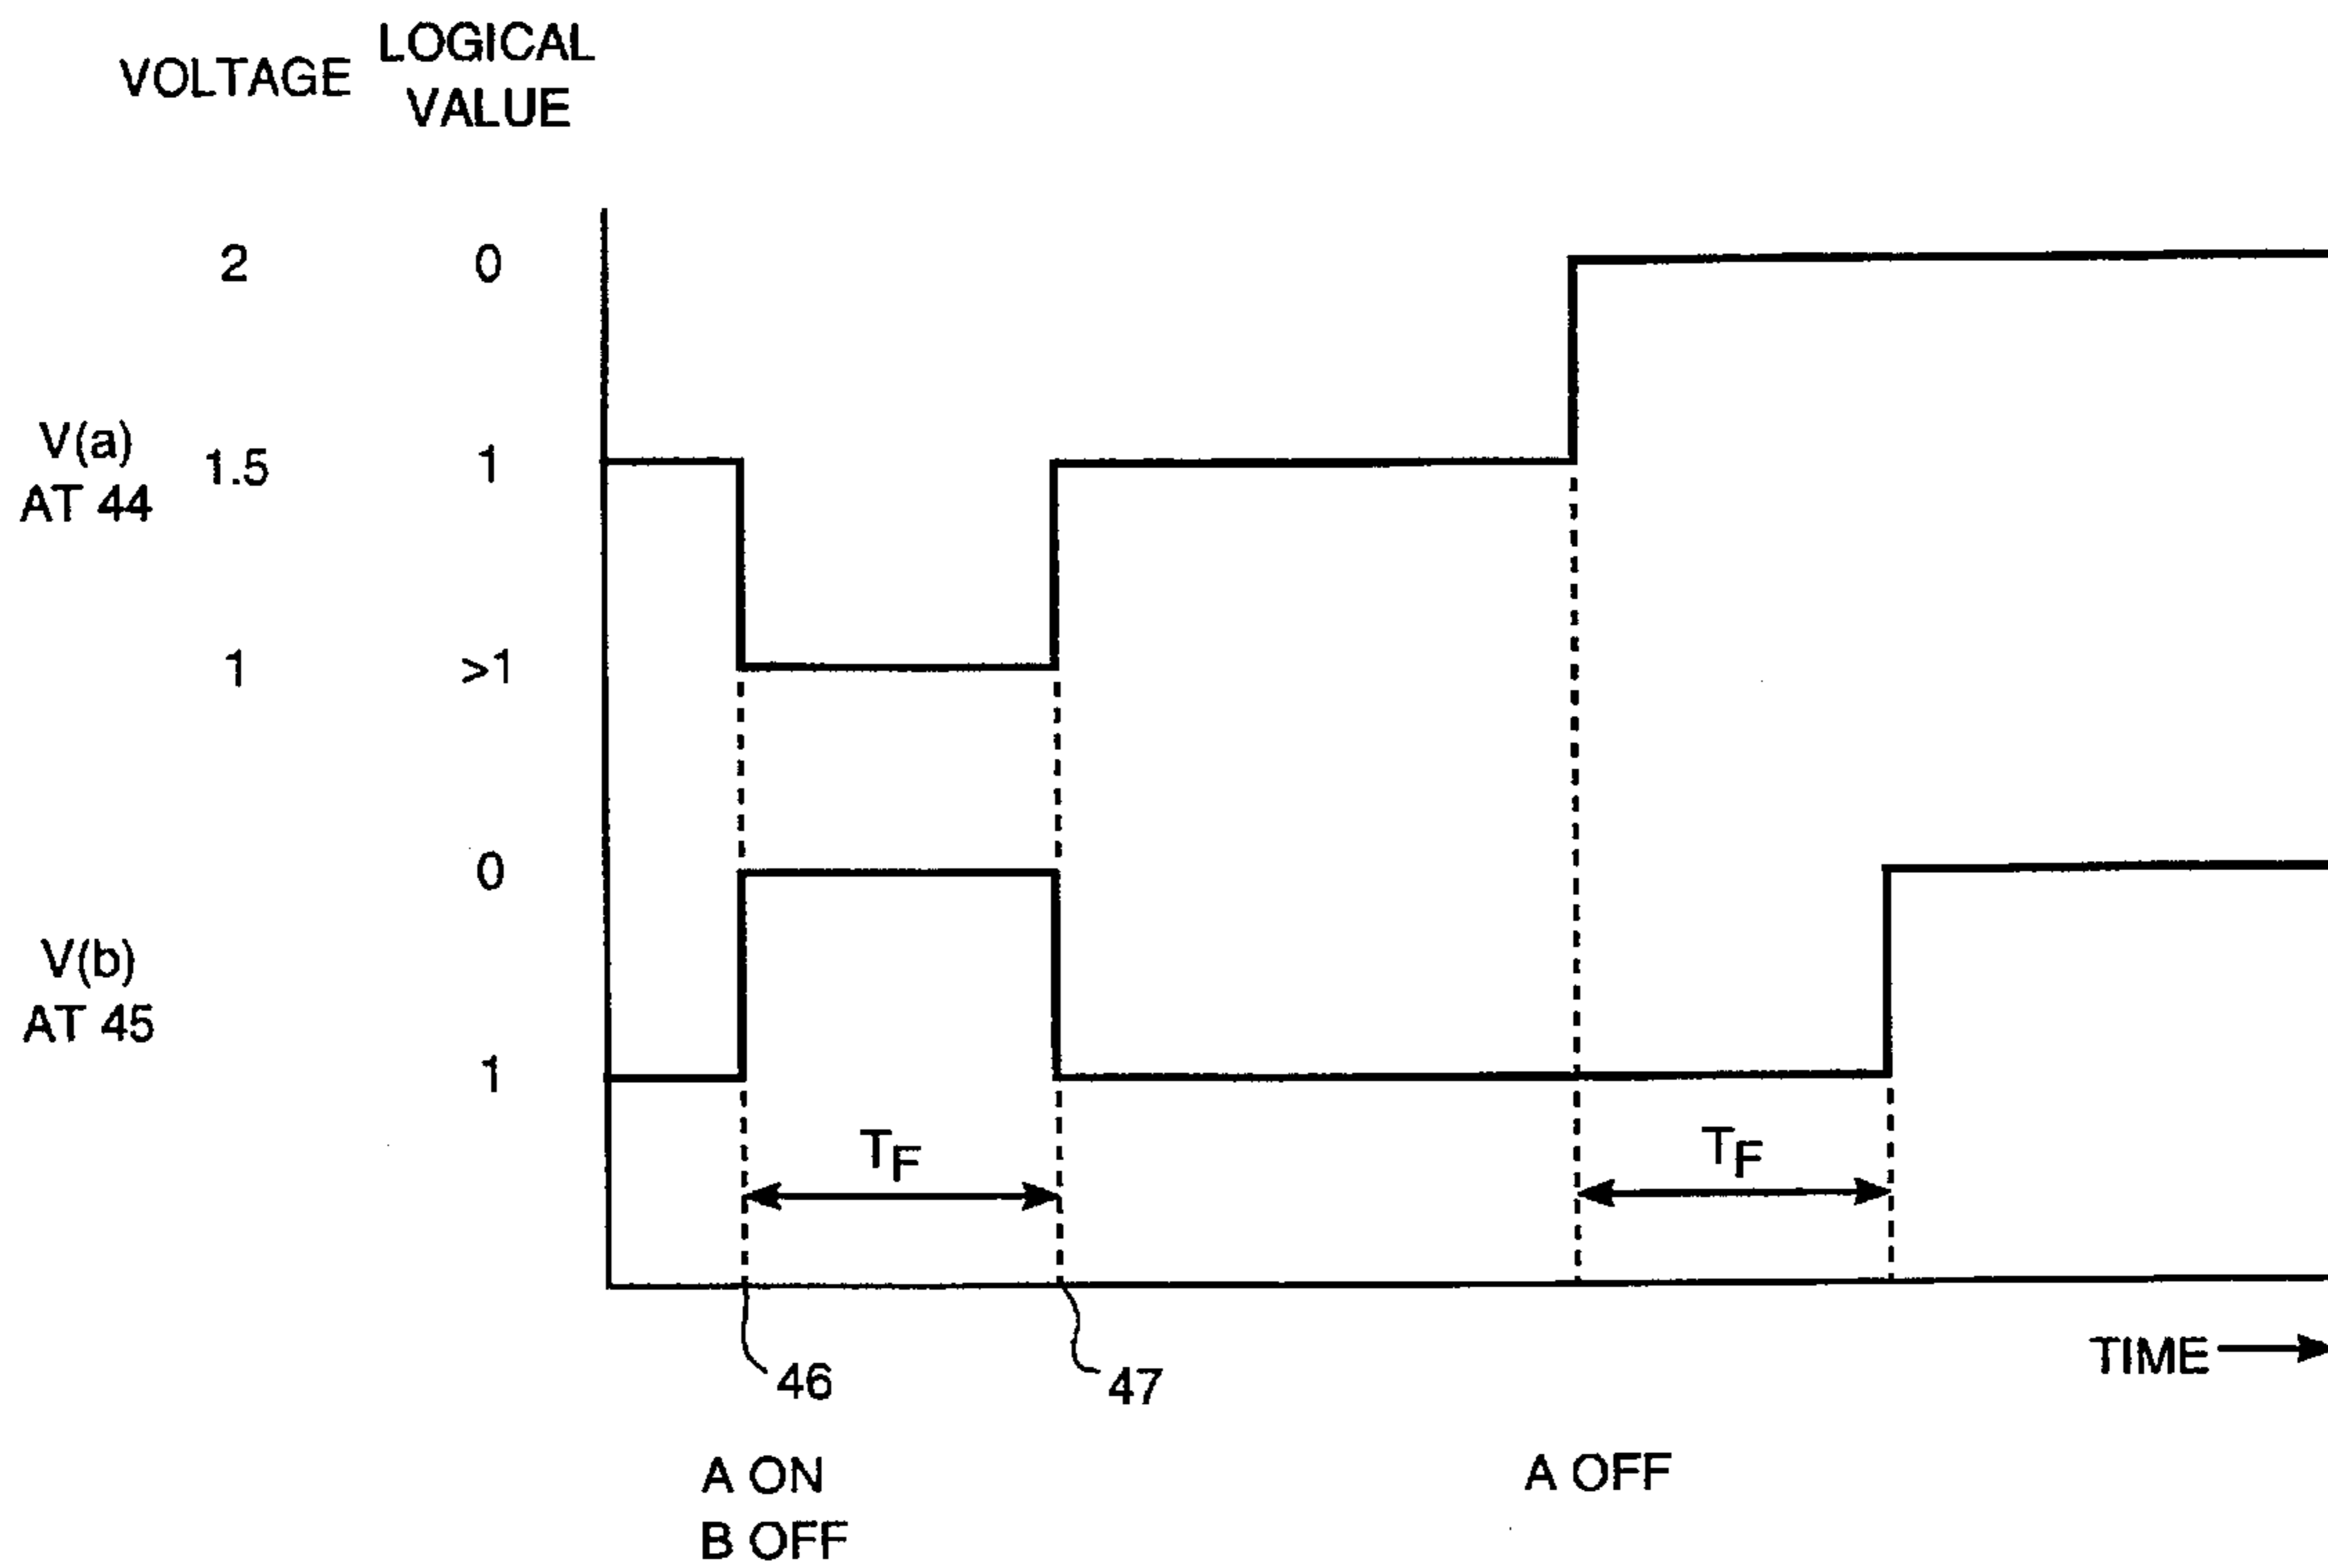 VOLTAGE
LOGICAL
VALUE
2
0
V(a)
AT 44
1.5
1
1
>1
0
V(b)
AT 45
1
TF
TF
46
47
TIME
A ON
B OFF
A OFF